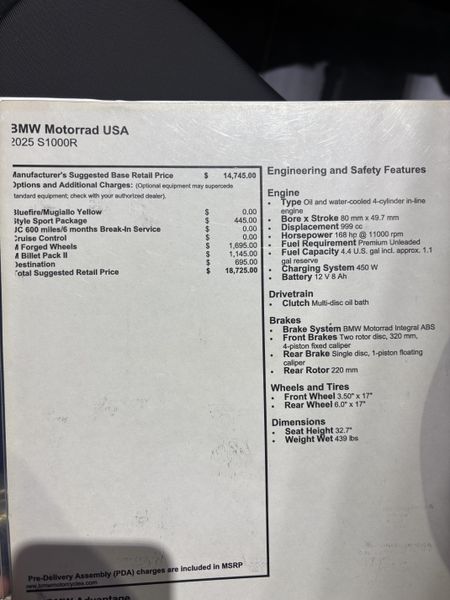 BMW Motorrad USA
2025 S1000R
Manufacturer's Suggested Base Retail Price $ 14,745.00
Options and Additional Charges: (Optional equipment may supercede
standard equipment; check with your authorized dealer).
Bluefire/Mugiallo Yellow $ 0.00
Style Sport Package $ 445.00
UC 600 miles/6 months Break-In Service $ 0.00
Cruise Control $ 0.00
M Forged Wheels $ 1,695.00
M Billet Pack II $ 1,145.00
Destination $ 695.00
Total Suggested Retail Price $ 18,725.00
Pre-Delivery Assembly (PDA) charges are included in MSRP
www.bmwmotorcycles.com
Advantage
Engineering and Safety Features
Engine
• Type Oil and water-cooled 4-cylinder in-line
engine
• Bore x Stroke 80 mm x 49.7 mm
• Displacement 999 cc
• Horsepower 168 hp @ 11000 rpm
• Fuel Requirement Premium Unleaded
• Fuel Capacity 4.4 U.S. gal incl. approx. 1.1
gal reserve
• Charging System 450 W
• Battery 12 V 8 Ah
Drivetrain
• Clutch Multi-disc oil bath
Brakes
• Brake System BMW Motorrad Integral ABS
• Front Brakes Two rotor disc, 320 mm,
4-piston fixed caliper
• Rear Brake Single disc, 1-piston floating
caliper
• Rear Rotor 220 mm
Wheels and Tires
• Front Wheel 3.50" x 17"
• Rear Wheel 6.0" x 17"
Dimensions
• Seat Height 32.7"
• Weight Wet 439 lbs